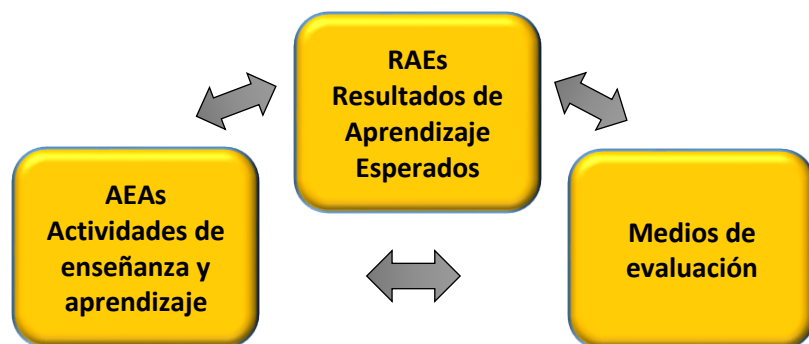 RAEs
Resultados de
Aprendizaje
Esperados
AEAs
Actividades de
enseñanza y
aprendizaje
Medios de
evaluación